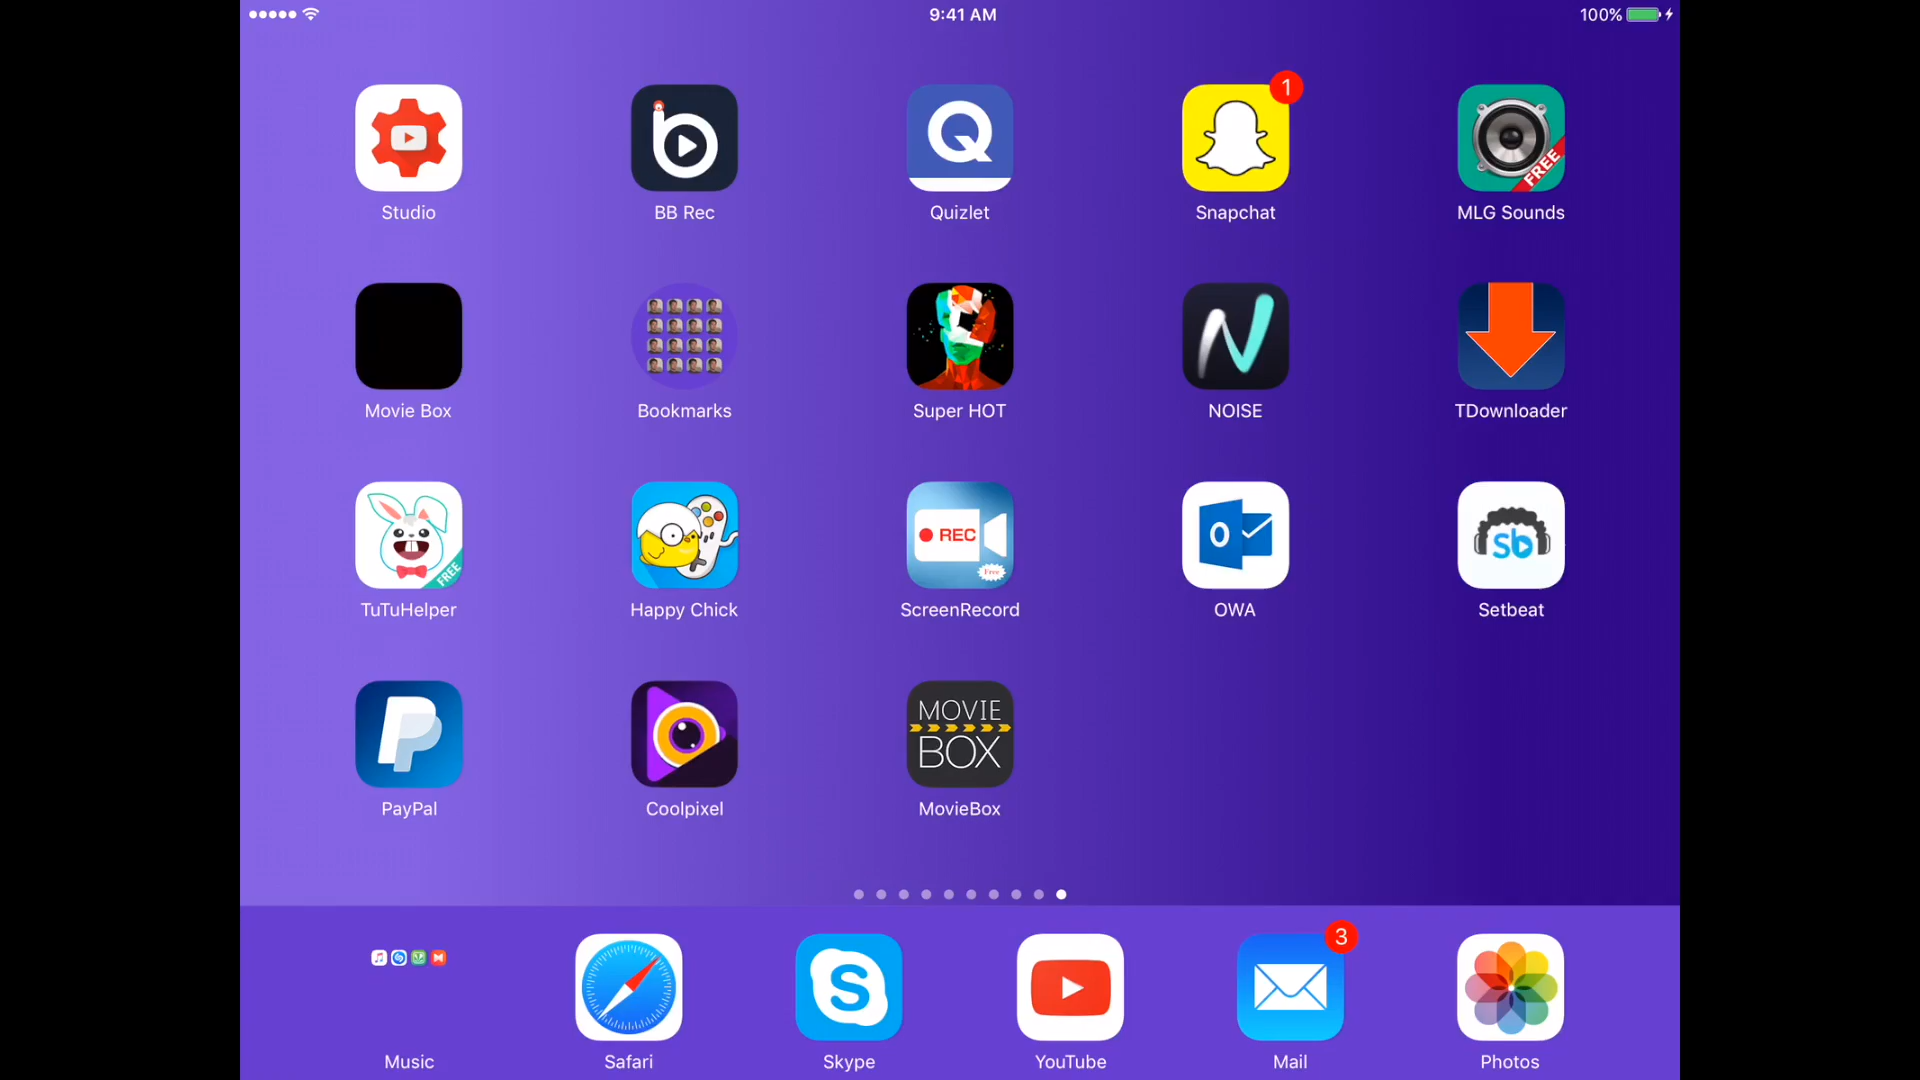 9:41 AM
100%
1
FREE
Studio
BB Rec
Quizlet
Snapchat
MLG Sounds
Movie Box
Bookmarks
Super HOT
NOISE
TDownloader
FREE
REC
Free
O
Sb
TuTuHelper
Happy Chick
ScreenRecord
OWA
Setbeat
MOVIE
BOX
PayPal
Coolpixel
MovieBox
3
Music
Safari
Skype
YouTube
Mail
Photos